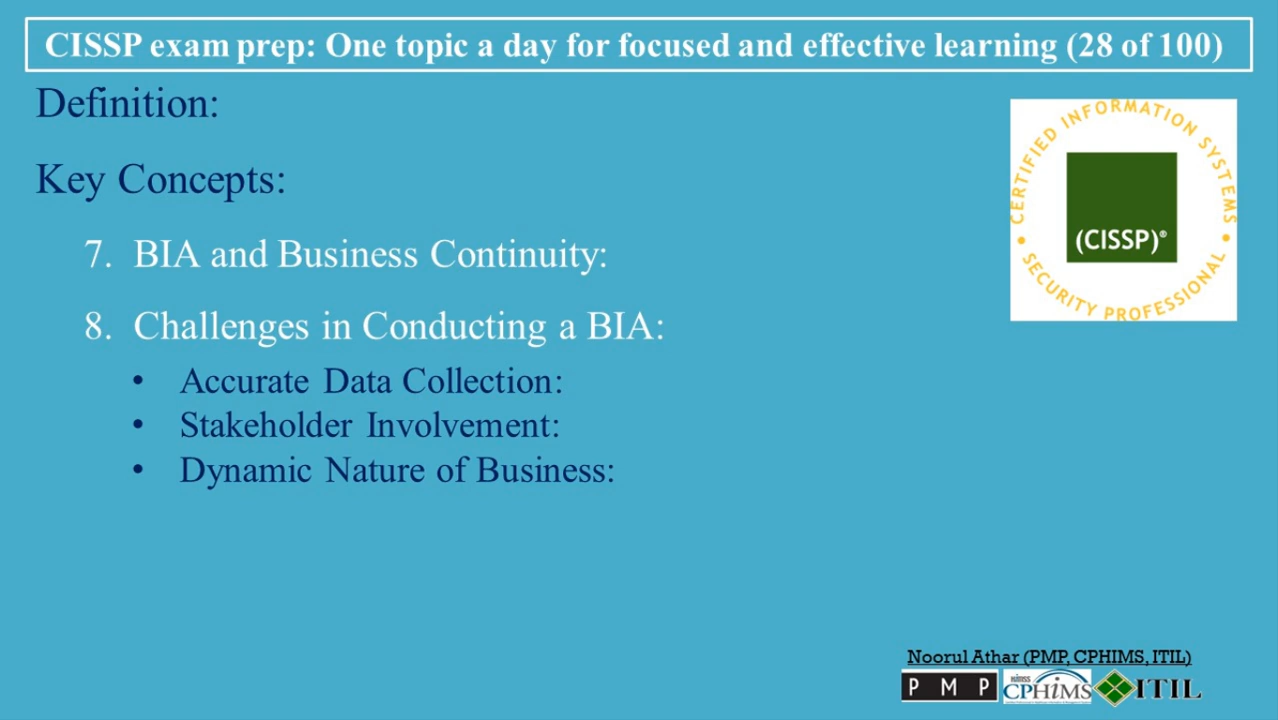 CISSP exam prep: One topic a day for focused and effective learning (28 of 100)
Definition:
Key Concepts:
7. BIA and Business Continuity:
8. Challenges in Conducting a BIA:
• Accurate Data Collection:
• Stakeholder Involvement:
• Dynamic Nature of Business:
CERTIFIED INFORMATION SYSTEMS
(CISSP)®
• SECURITY PROFESSIONAL •
Noorul Athar (PMP, CPHIMS, ITIL)
P M P
himss
CPHIMS
ITIL